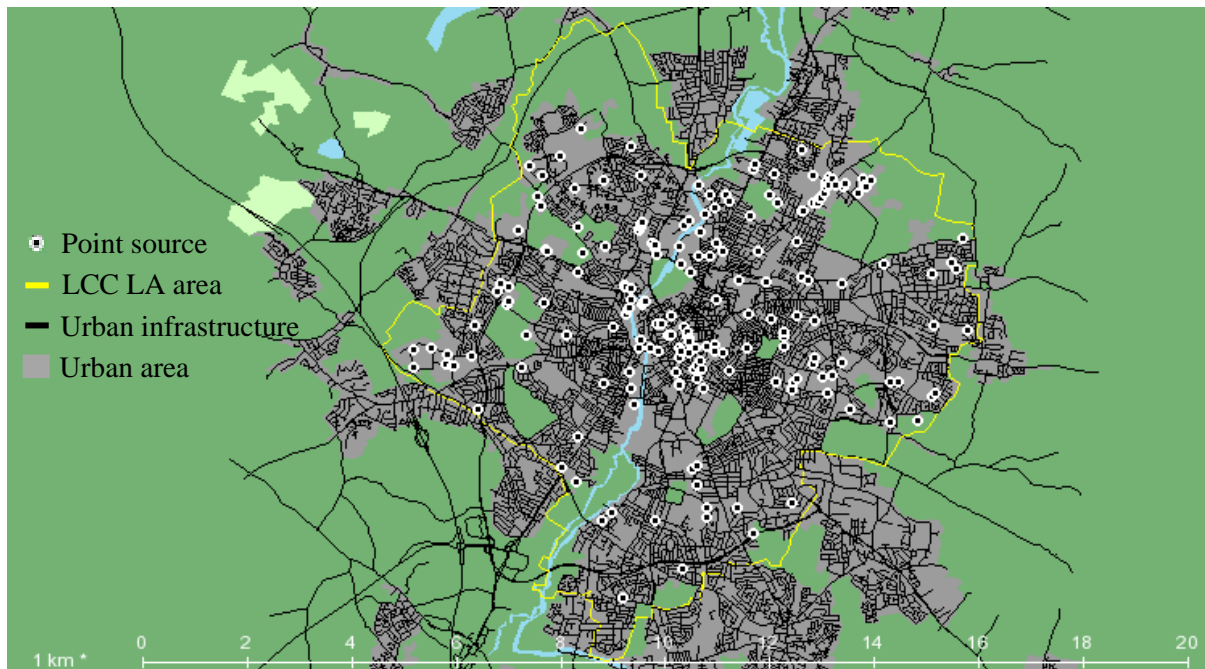 Point source
LCC LA area
Urban infrastructure
Urban area
0 2 4 6 8 10 12 14 16 18 20
1 km *